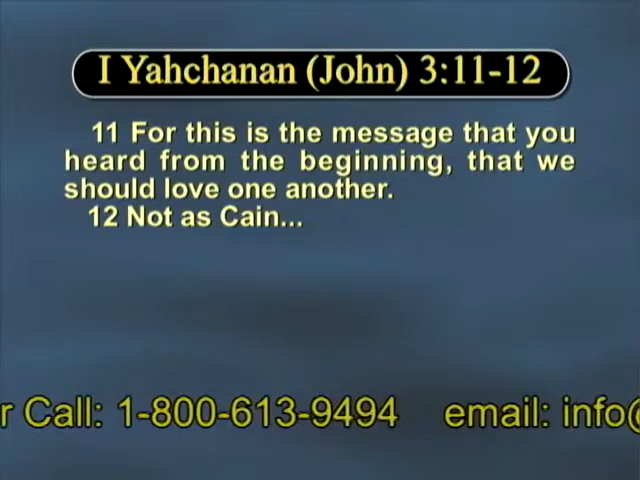 I Yahchanan (John) 3:11-12
11 For this is the message that you
heard from the beginning, that we
should love one another.
12 Not as Cain...
r Call: 1-800-613-9494 email: info@